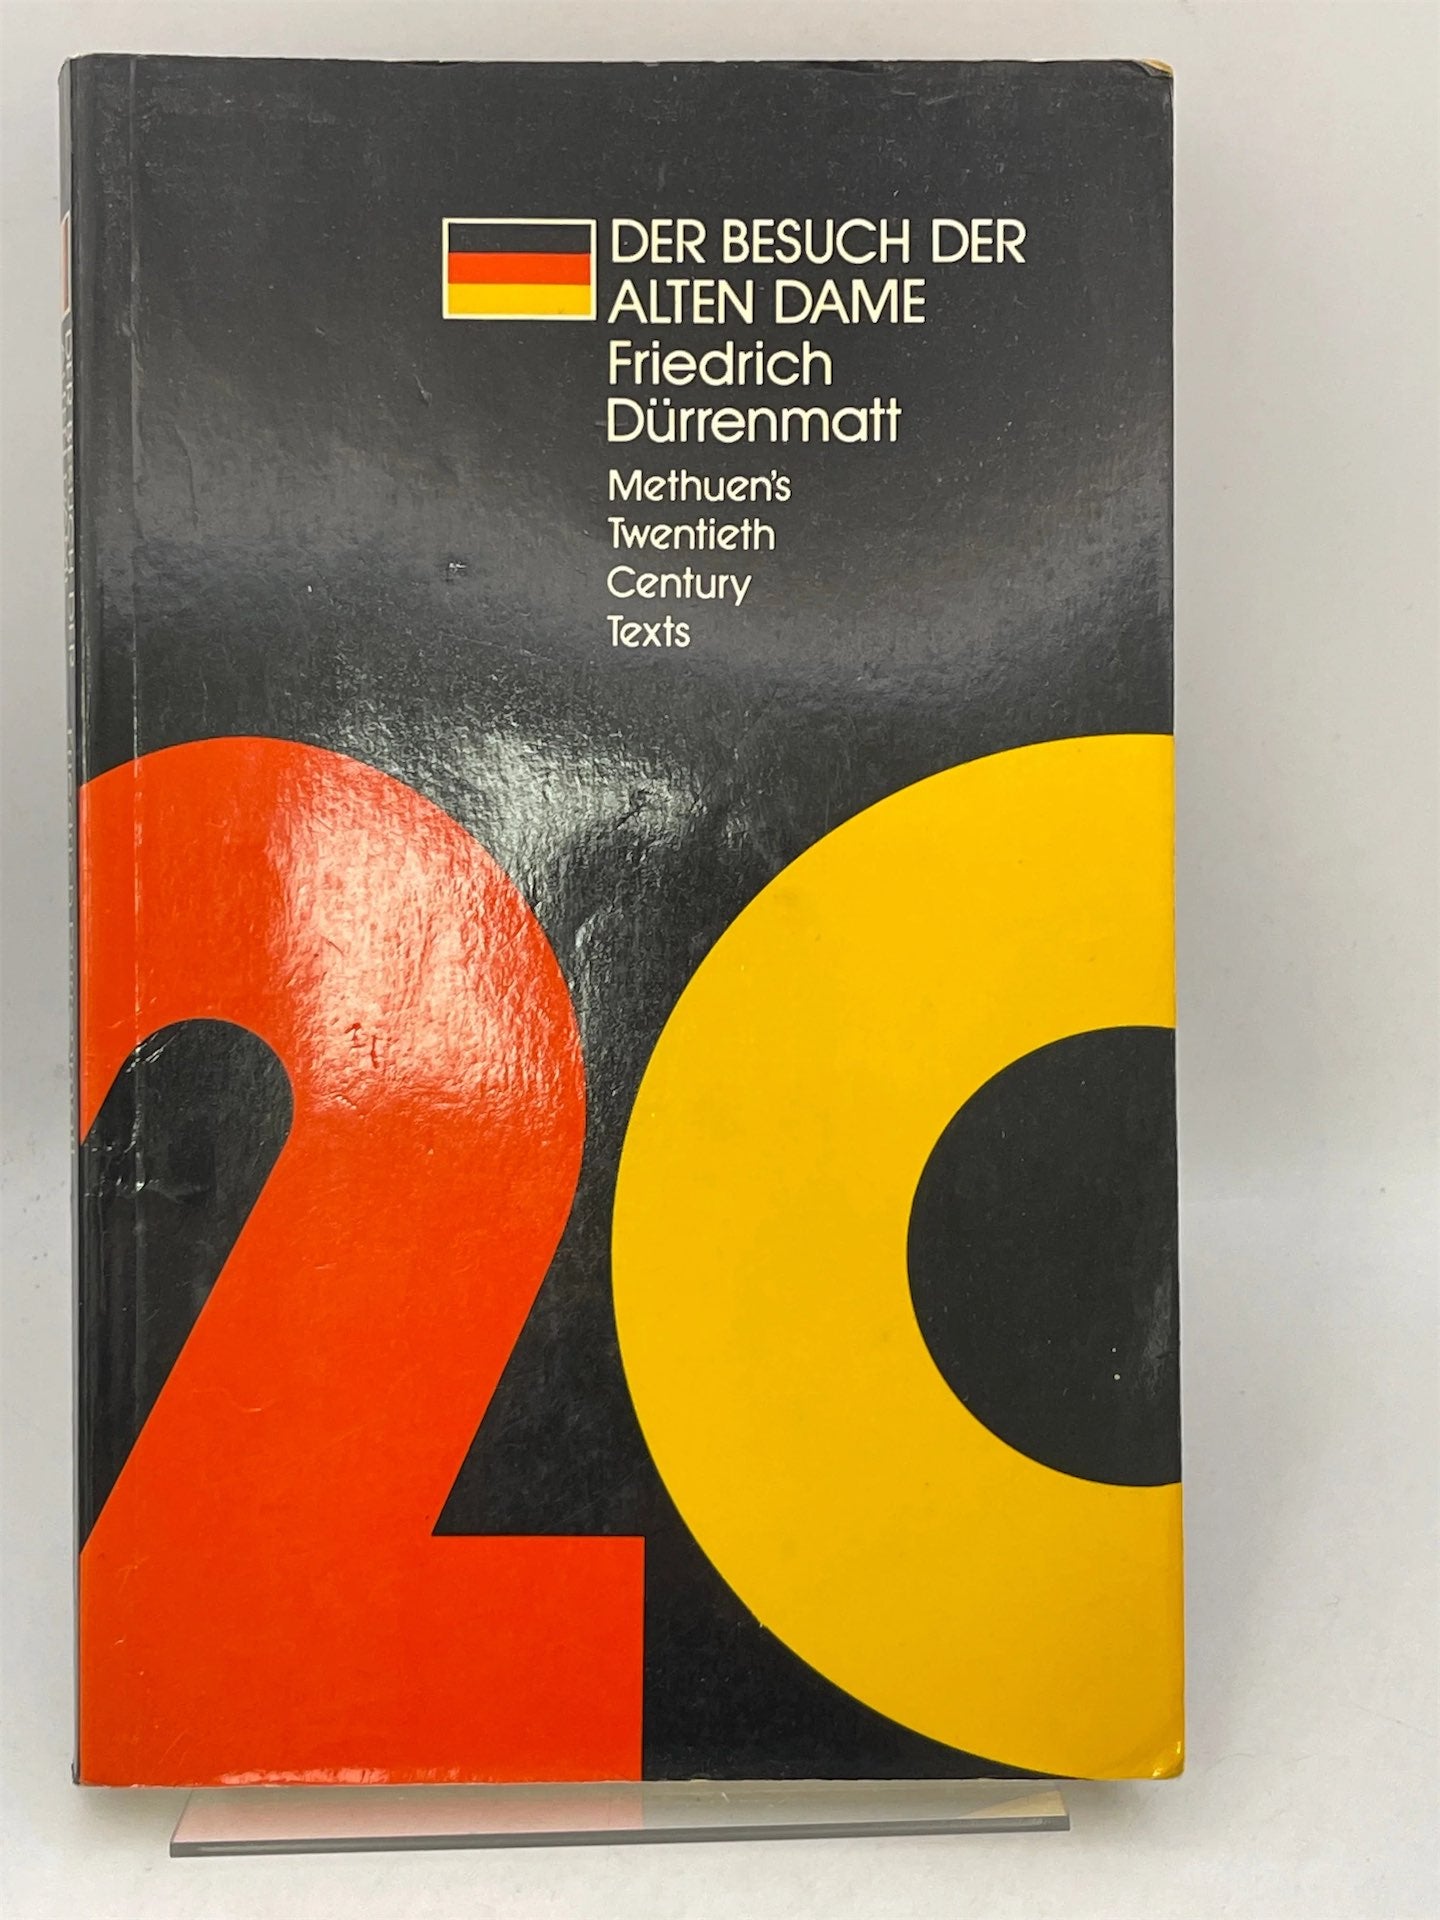 DER BESUCH DER
ALTEN DAME
Friedrich
Dürrenmatt
Methuen's
Twentieth
Century
Texts
20